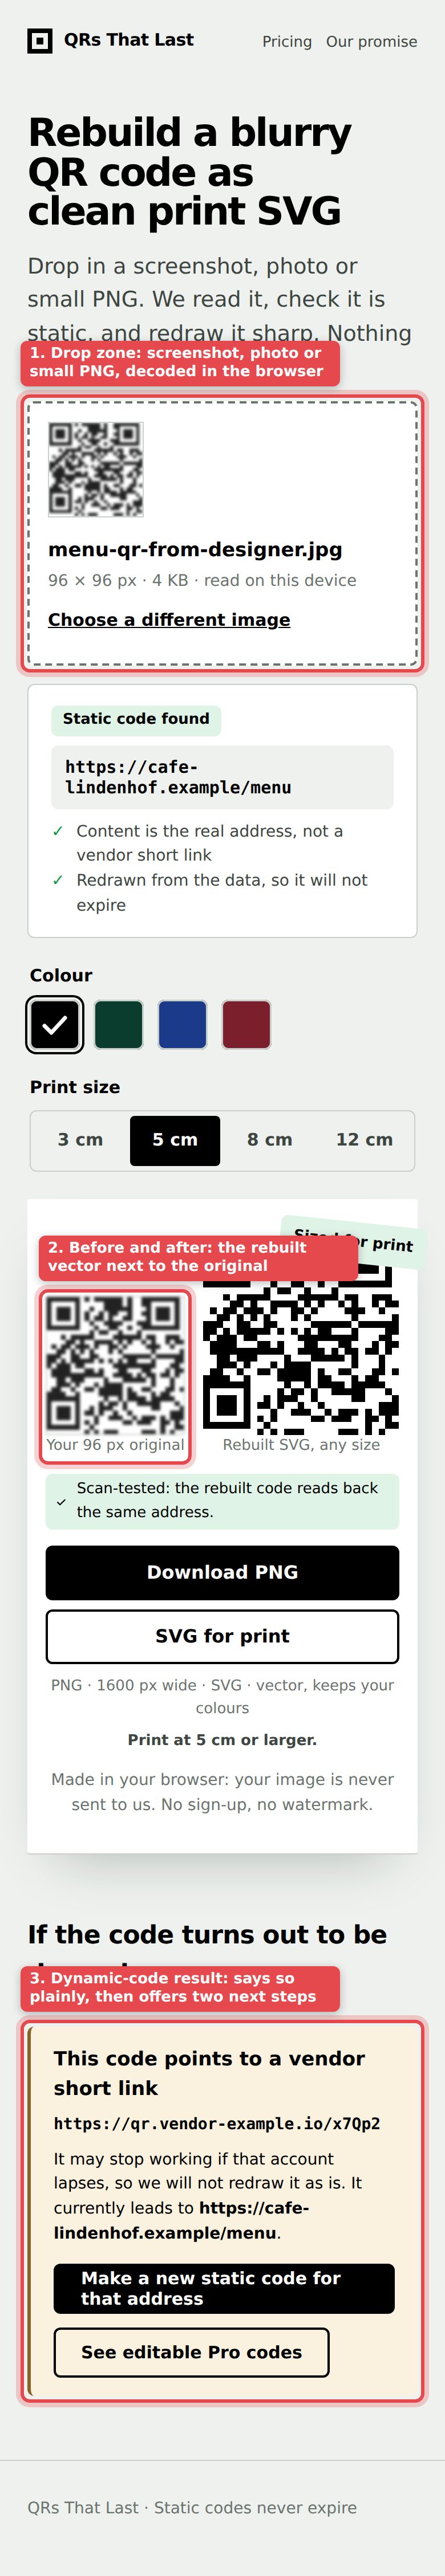 QRs That Last
Pricing Our promise
Rebuild a blurry
QR code as
clean print SVG
Drop in a screenshot, photo or
small PNG. We read it, check it is
static, and redraw it sharp. Nothing
1. Drop zone: screenshot, photo or
small PNG, decoded in the browser
menu-qr-from-designer.jpg
96 × 96 px · 4 KB · read on this device
Choose a different image
Static code found
https://cafe-
lindenhof.example/menu
✓ Content is the real address, not a
vendor short link
✓ Redrawn from the data, so it will not
expire
Colour
Print size
3 cm
5 cm
8 cm
12 cm
Sized for print
2. Before and after: the rebuilt
vector next to the original
Your 96 px original
Rebuilt SVG, any size
Scan-tested: the rebuilt code reads back
the same address.
Download PNG
SVG for print
PNG · 1600 px wide · SVG · vector, keeps your
colours
Print at 5 cm or larger.
Made in your browser: your image is never
sent to us. No sign-up, no watermark.
If the code turns out to be
3. Dynamic-code result: says so
plainly, then offers two next steps
This code points to a vendor
short link
https://qr.vendor-example.io/x7Qp2
It may stop working if that account
lapses, so we will not redraw it as is. It
currently leads to https://cafe-
lindenhof.example/menu.
Make a new static code for
that address
See editable Pro codes
QRs That Last · Static codes never expire